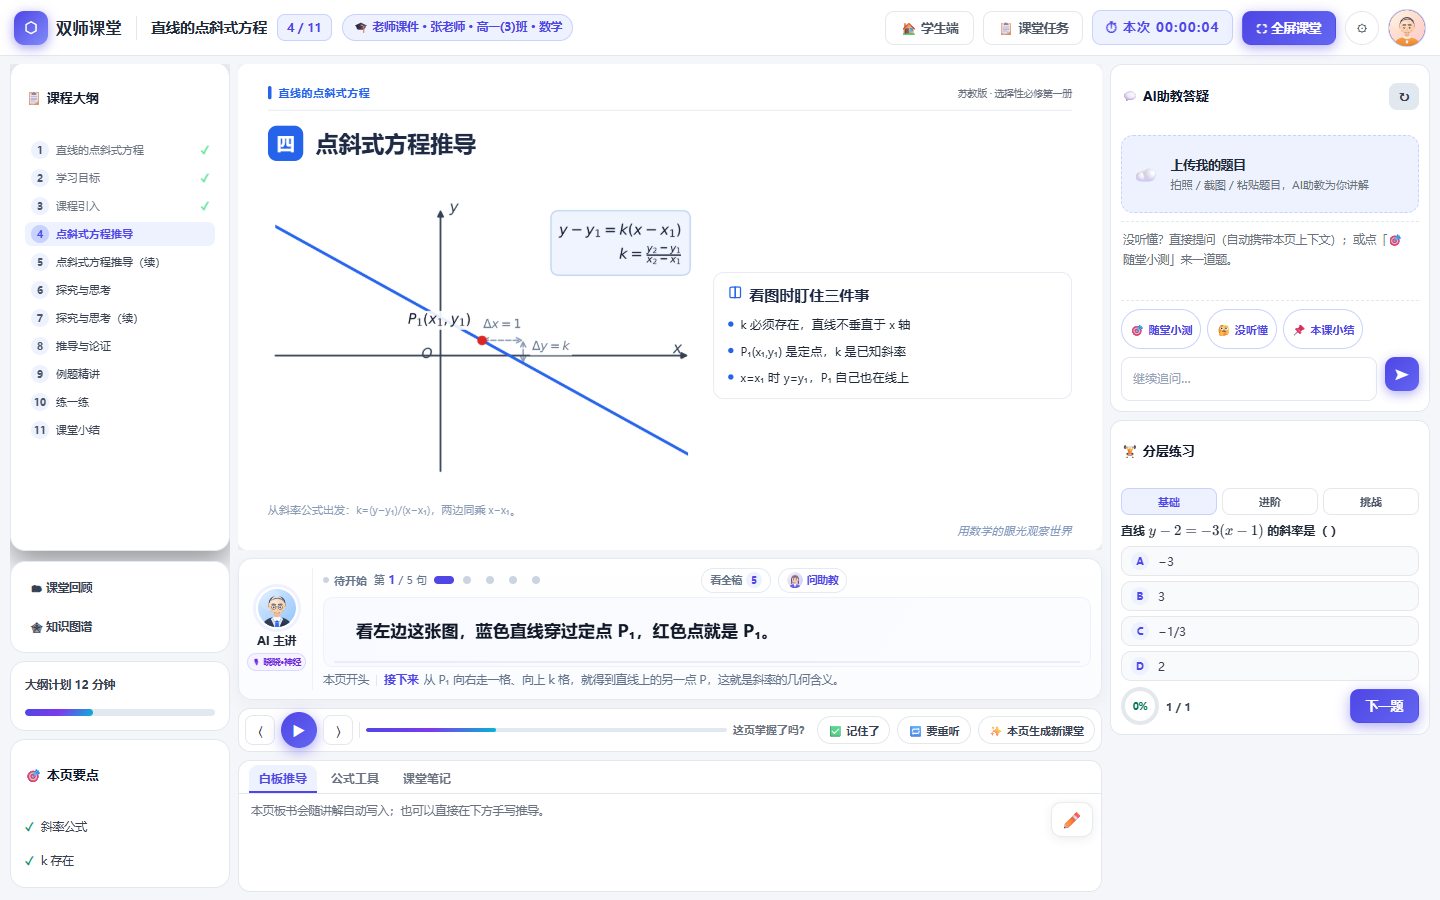 双师课堂
直线的点斜式方程
4 / 11
老师课件 • 张老师 • 高一(3)班 • 数学
学生端
课堂任务
本次 00:00:04
全屏课堂
课程大纲
1 直线的点斜式方程 ✓
2 学习目标 ✓
3 课程引入 ✓
4 点斜式方程推导
5 点斜式方程推导（续）
6 探究与思考
7 探究与思考（续）
8 推导与论证
9 例题精讲
10 练一练
11 课堂小结
课堂回顾
知识图谱
大纲计划 12 分钟
本页要点
✓ 斜率公式
✓ k 存在
直线的点斜式方程
苏教版 · 选择性必修第一册
四 点斜式方程推导
y
y − y₁ = k(x − x₁)
k = (y₂ − y₁)/(x₂ − x₁)
P₁(x₁, y₁)
Δx = 1
Δy = k
O
x
看图时盯住三件事
k 必须存在，直线不垂直于 x 轴
P₁(x₁,y₁) 是定点，k 是已知斜率
x=x₁ 时 y=y₁，P₁ 自己也在线上
从斜率公式出发：k=(y−y₁)/(x−x₁)，两边同乘 x−x₁。
用数学的眼光观察世界
待开始 第 1 / 5 句
看全稿 5
问助教
AI 主讲
晓晓•神经
看左边这张图，蓝色直线穿过定点 P₁，红色点就是 P₁。
本页开头 接下来 从 P₁ 向右走一格、向上 k 格，就得到直线上的另一点 P，这就是斜率的几何含义。
这页掌握了吗?
记住了
要重听
本页生成新课堂
白板推导
公式工具
课堂笔记
本页板书会随讲解自动写入；也可以直接在下方手写推导。
AI助教答疑
上传我的题目
拍照 / 截图 / 粘贴题目，AI助教为你讲解
没听懂？直接提问（自动携带本页上下文）；或点「🎯
随堂小测」来一道题。
随堂小测
没听懂
本课小结
继续追问...
分层练习
基础
进阶
挑战
直线 y − 2 = −3(x − 1) 的斜率是（ ）
A −3
B 3
C −1/3
D 2
0%
1 / 1
下一题